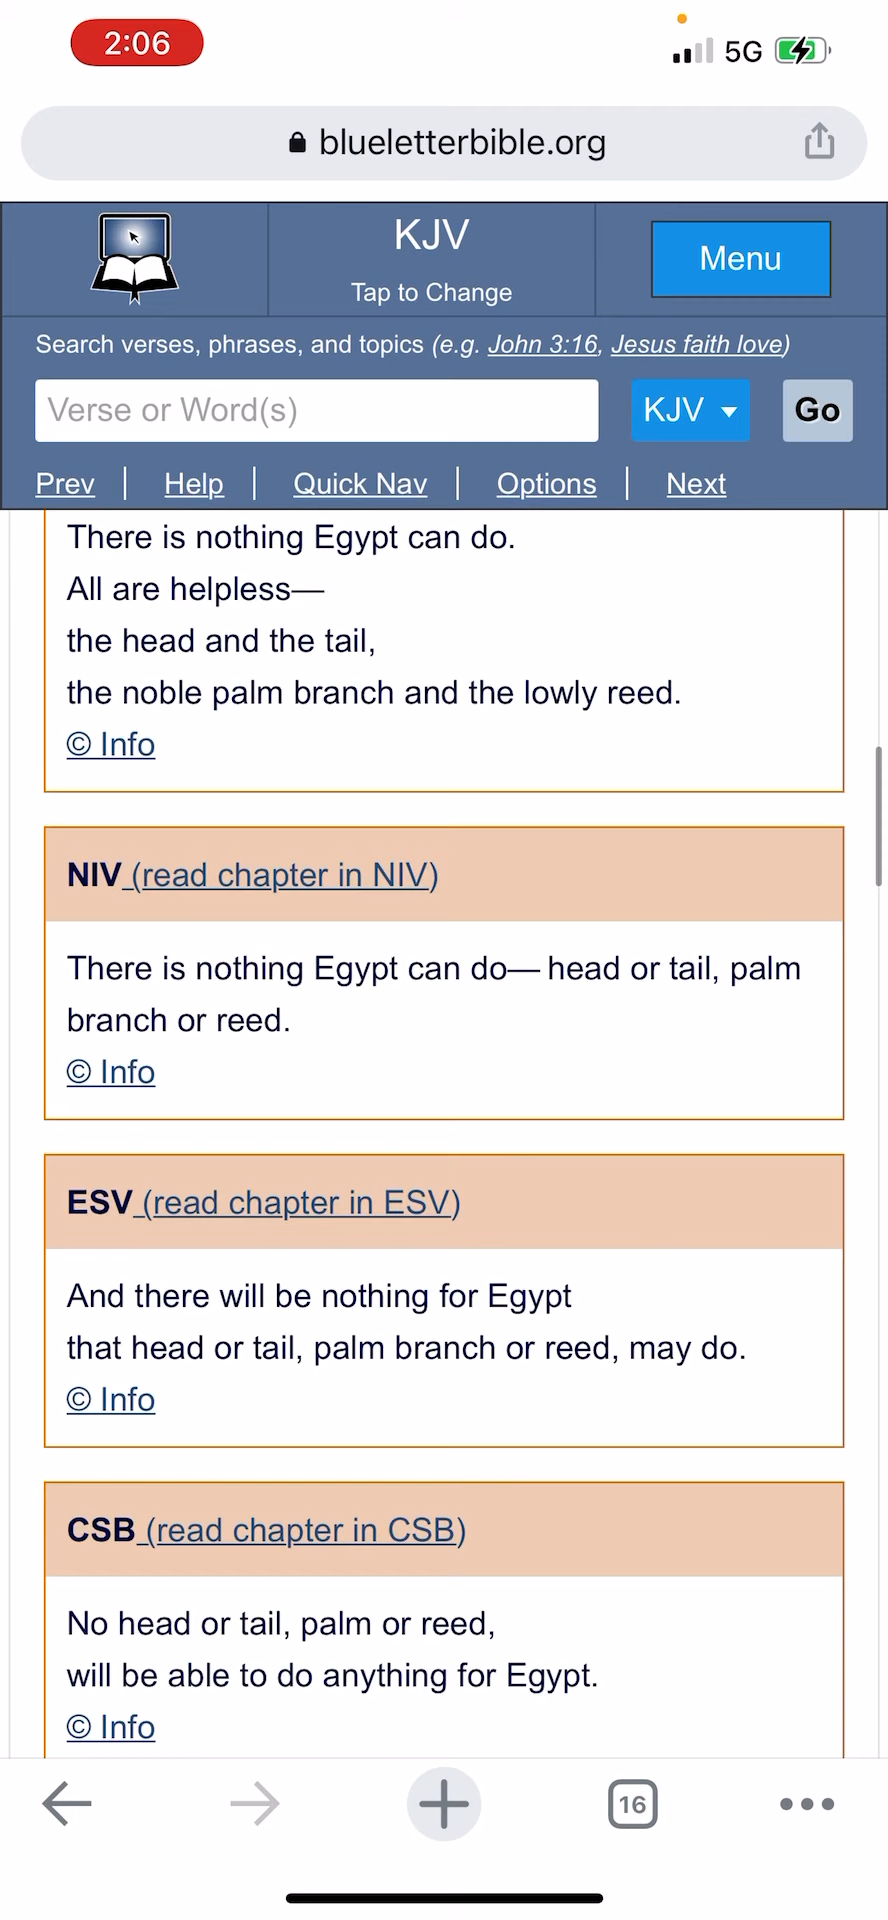 2:06
5G
blueletterbible.org
KJV
Tap to Change
Menu
Search verses, phrases, and topics (e.g. John 3:16, Jesus faith love)
Verse or Word(s)
KJV
Go
Prev | Help | Quick Nav | Options | Next
There is nothing Egypt can do.
All are helpless—
the head and the tail,
the noble palm branch and the lowly reed.
© Info
NIV (read chapter in NIV)
There is nothing Egypt can do— head or tail, palm
branch or reed.
© Info
ESV (read chapter in ESV)
And there will be nothing for Egypt
that head or tail, palm branch or reed, may do.
© Info
CSB (read chapter in CSB)
No head or tail, palm or reed,
will be able to do anything for Egypt.
© Info
16